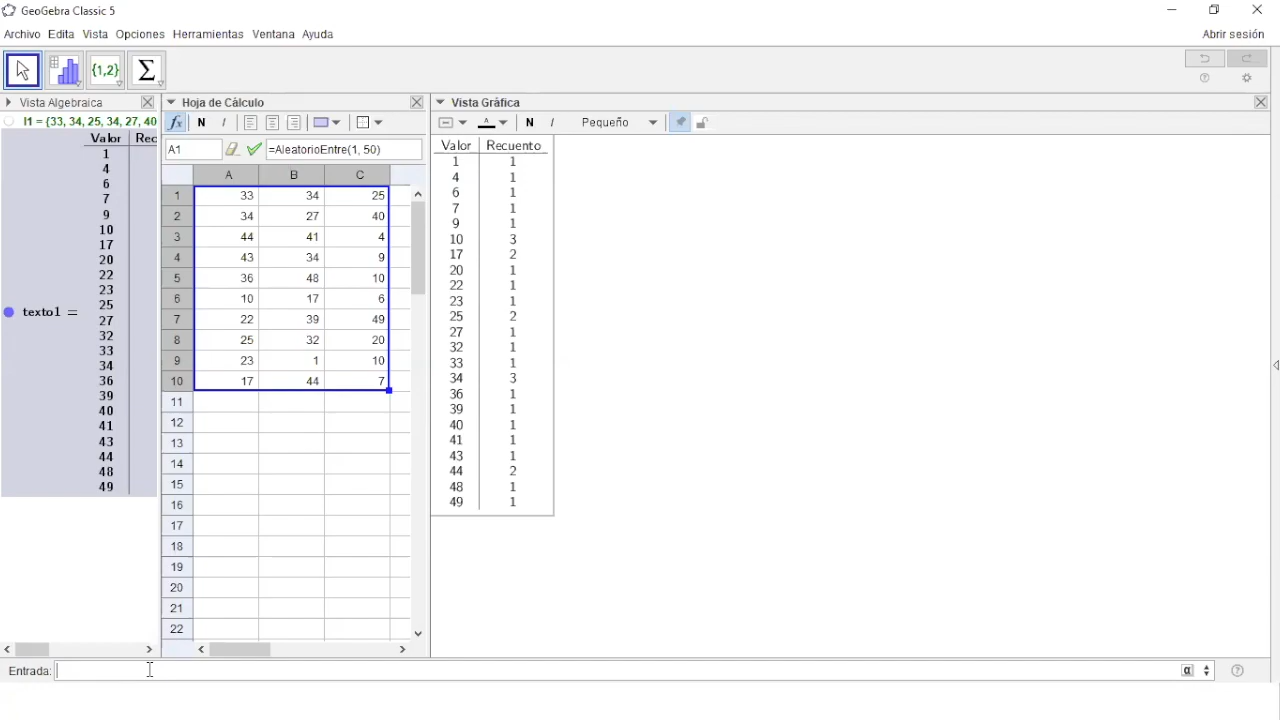 GeoGebra Classic 5
Archivo Edita Vista Opciones Herramientas Ventana Ayuda
Abrir sesión
{1,2} Σ
Vista Algebraica
Hoja de Cálculo
Vista Gráfica
l1 = {33, 34, 25, 34, 27, 40
Valor Rec
1
4
6
7
9
10
17
20
22
23
25
texto1 =
27
32
33
34
36
39
40
41
43
44
48
49
fx N I
A1 =AleatorioEntre(1, 50)
A B C
1 33 34 25
2 34 27 40
3 44 41 4
4 43 34 9
5 36 48 10
6 10 17 6
7 22 39 49
8 25 32 20
9 23 1 10
10 17 44 7
11
12
13
14
15
16
17
18
19
20
21
22
A N I Pequeño
Valor Recuento
1 1
4 1
6 1
7 1
9 1
10 3
17 2
20 1
22 1
23 1
25 2
27 1
32 1
33 1
34 3
36 1
39 1
40 1
41 1
43 1
44 2
48 1
49 1
Entrada: α